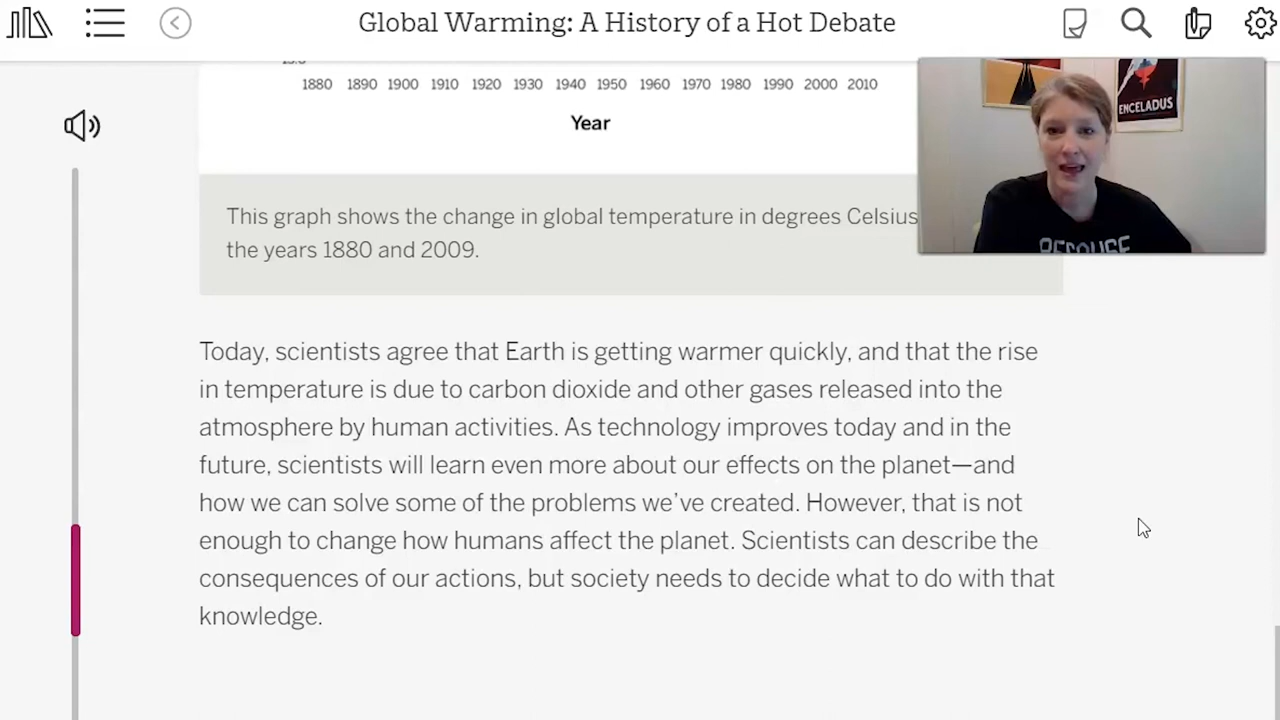 Global Warming: A History of a Hot Debate
1880 1890 1900 1910 1920 1930 1940 1950 1960 1970 1980 1990 2000 2010
Year
ENCELADUS
BECAUSE
This graph shows the change in global temperature in degrees Celsius
the years 1880 and 2009.
Today, scientists agree that Earth is getting warmer quickly, and that the rise
in temperature is due to carbon dioxide and other gases released into the
atmosphere by human activities. As technology improves today and in the
future, scientists will learn even more about our effects on the planet—and
how we can solve some of the problems we've created. However, that is not
enough to change how humans affect the planet. Scientists can describe the
consequences of our actions, but society needs to decide what to do with that
knowledge.